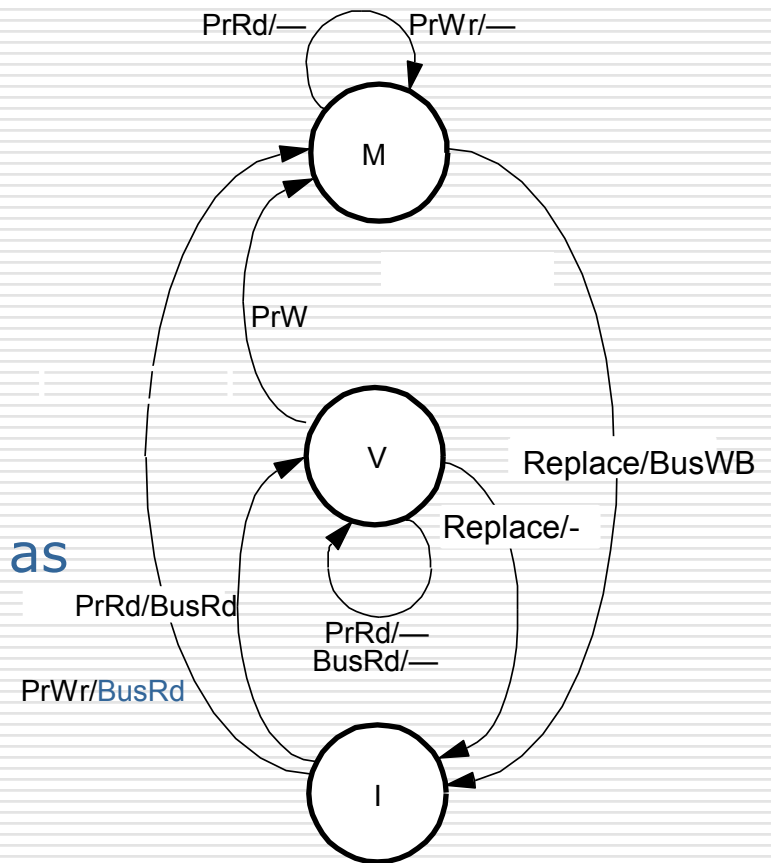 PrRd/—
PrWr/—
M
PrW
V
Replace/BusWB
Replace/-
as
PrRd/BusRd
PrRd/—
BusRd/—
PrWr/BusRd
I